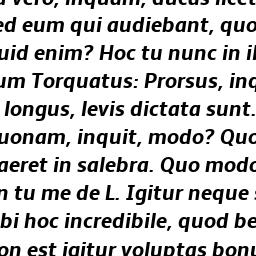 vero, inquam, ducas licet
ed eum qui audiebant, quo
uid enim? Hoc tu nunc in il
um Torquatus: Prorsus, inq
longus, levis dictata sunt.
uonam, inquit, modo? Quo
aeret in salebra. Quo modo
n tu me de L. Igitur neque s
bi hoc incredibile, quod be
on est igitur voluptas bonu